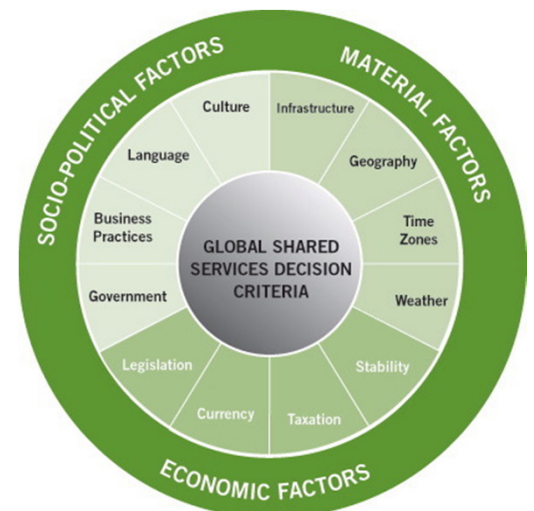 SOCIO-POLITICAL FACTORS
MATERIAL FACTORS
ECONOMIC FACTORS
GLOBAL SHARED
SERVICES DECISION
CRITERIA
Culture
Language
Business
Practices
Government
Infrastructure
Geography
Time
Zones
Weather
Stability
Taxation
Currency
Legislation